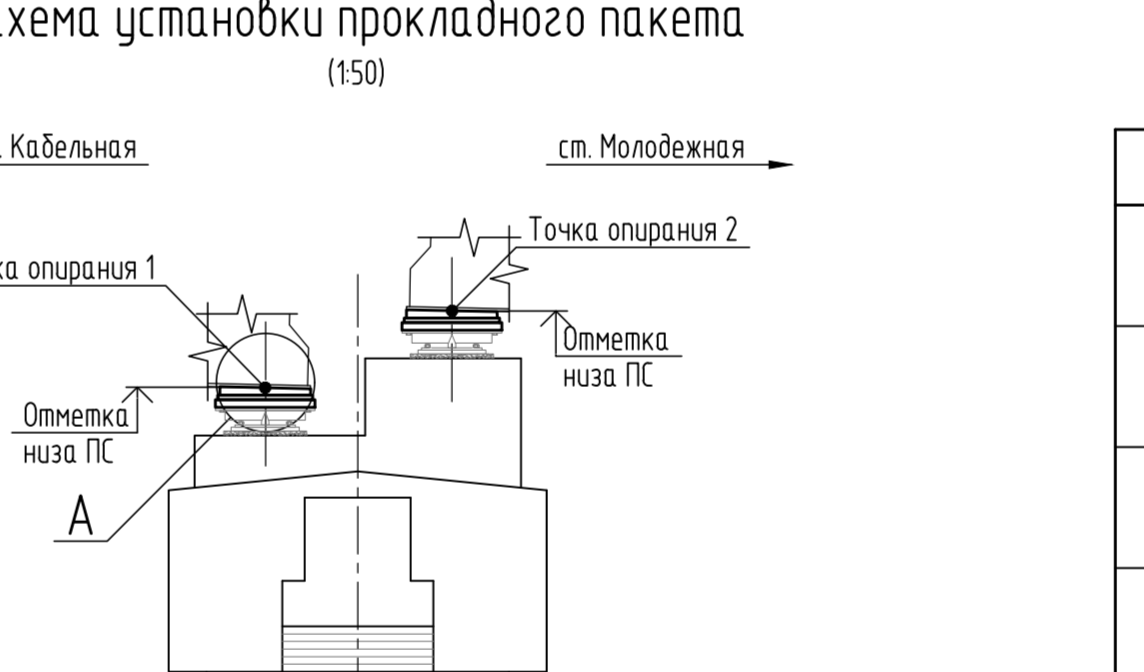 установки прокладного пакета
(1:50)
Кабельная
ст. Молодежная
Точка опирания 2
опирания 1
Отметка
низа ПС
Отметка
низа ПС
А